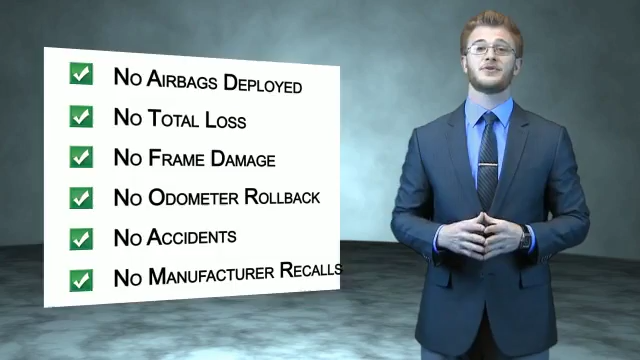 No Airbags Deployed
No Total Loss
No Frame Damage
No Odometer Rollback
No Accidents
No Manufacturer Recalls